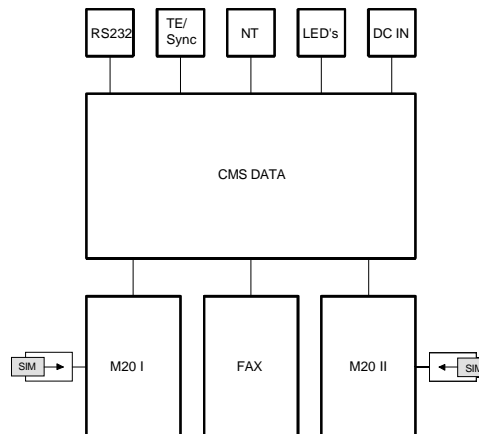 RS232
TE/
Sync
NT
LED's
DC IN
CMS DATA
SIM
M20 I
FAX
M20 II
SIM